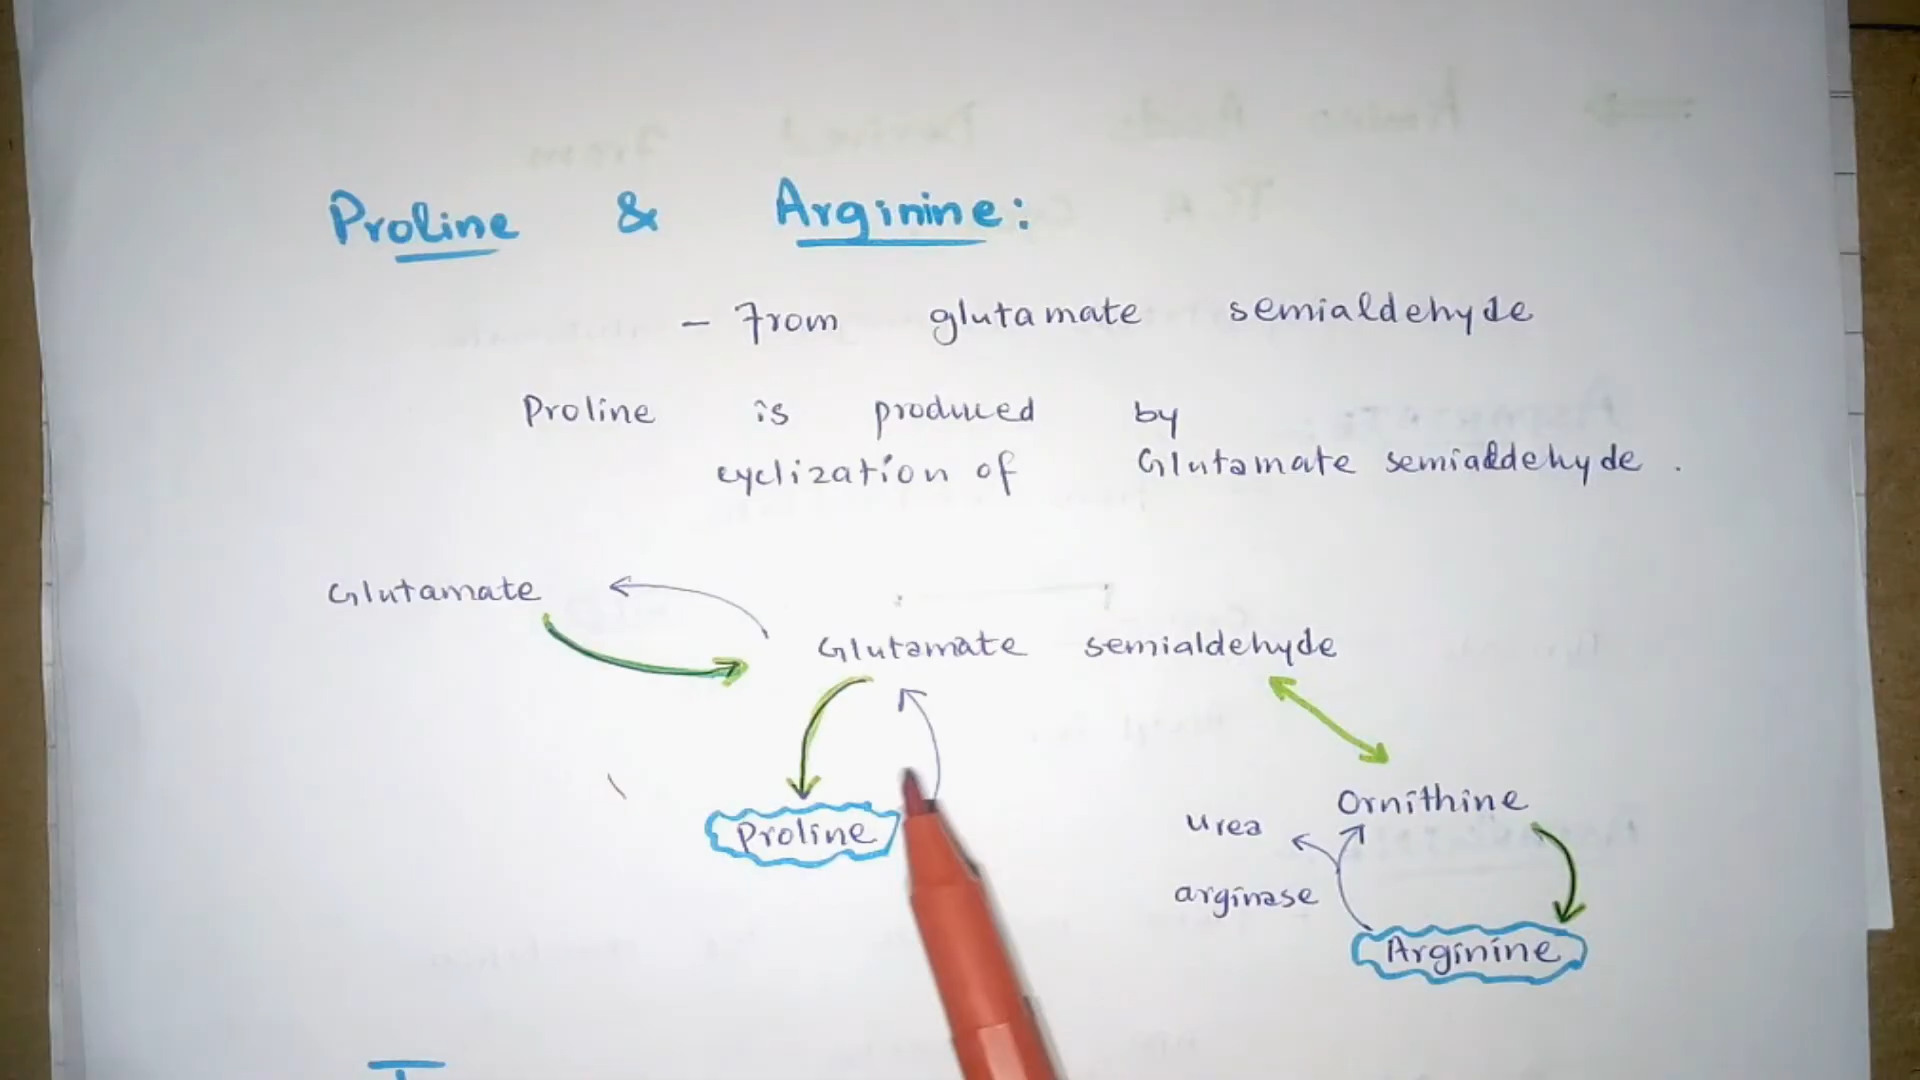 Proline & Arginine:
- From glutamate semialdehyde
Proline is produced by
cyclization of Glutamate semialdehyde.
Glutamate
Glutamate semialdehyde
Proline
Ornithine
Urea
arginase
Arginine